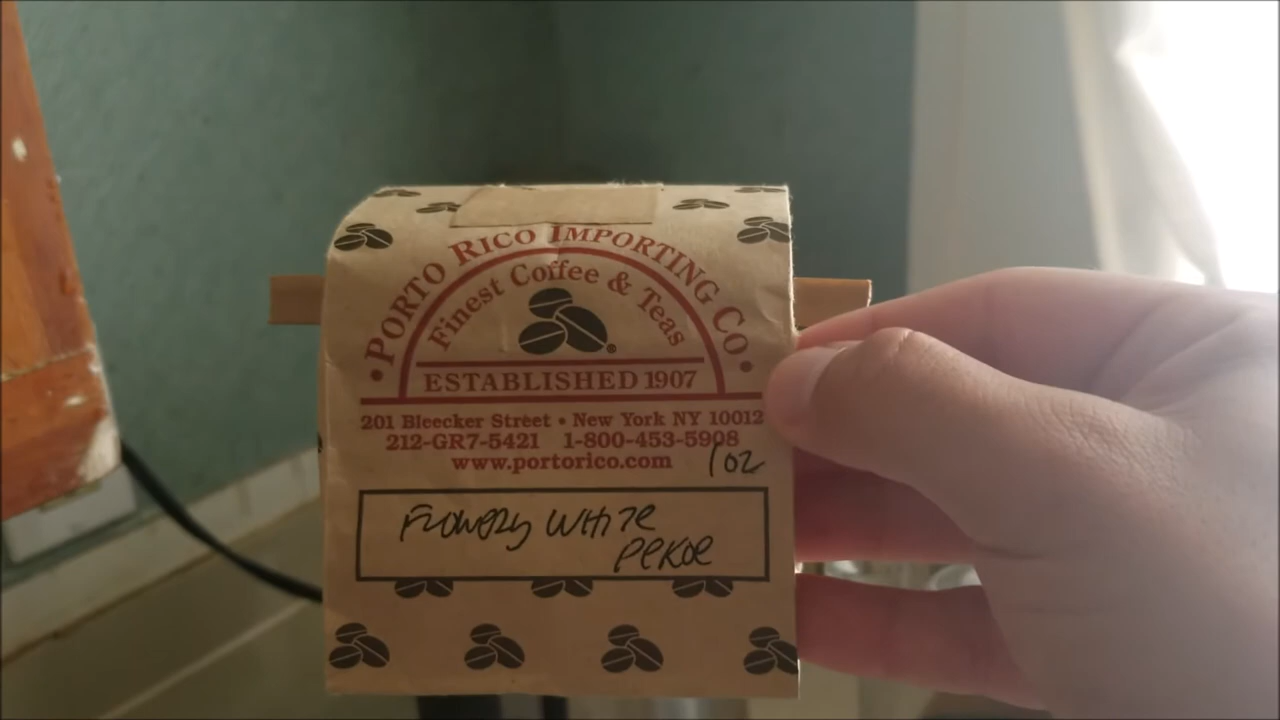 • PORTO RICO IMPORTING CO •
Finest Coffee & Teas
®
ESTABLISHED 1907
201 Bleecker Street • New York NY 10012
212-GR7-5421 1-800-453-5908
www.portorico.com
1oz
Flowery White
Pekoe